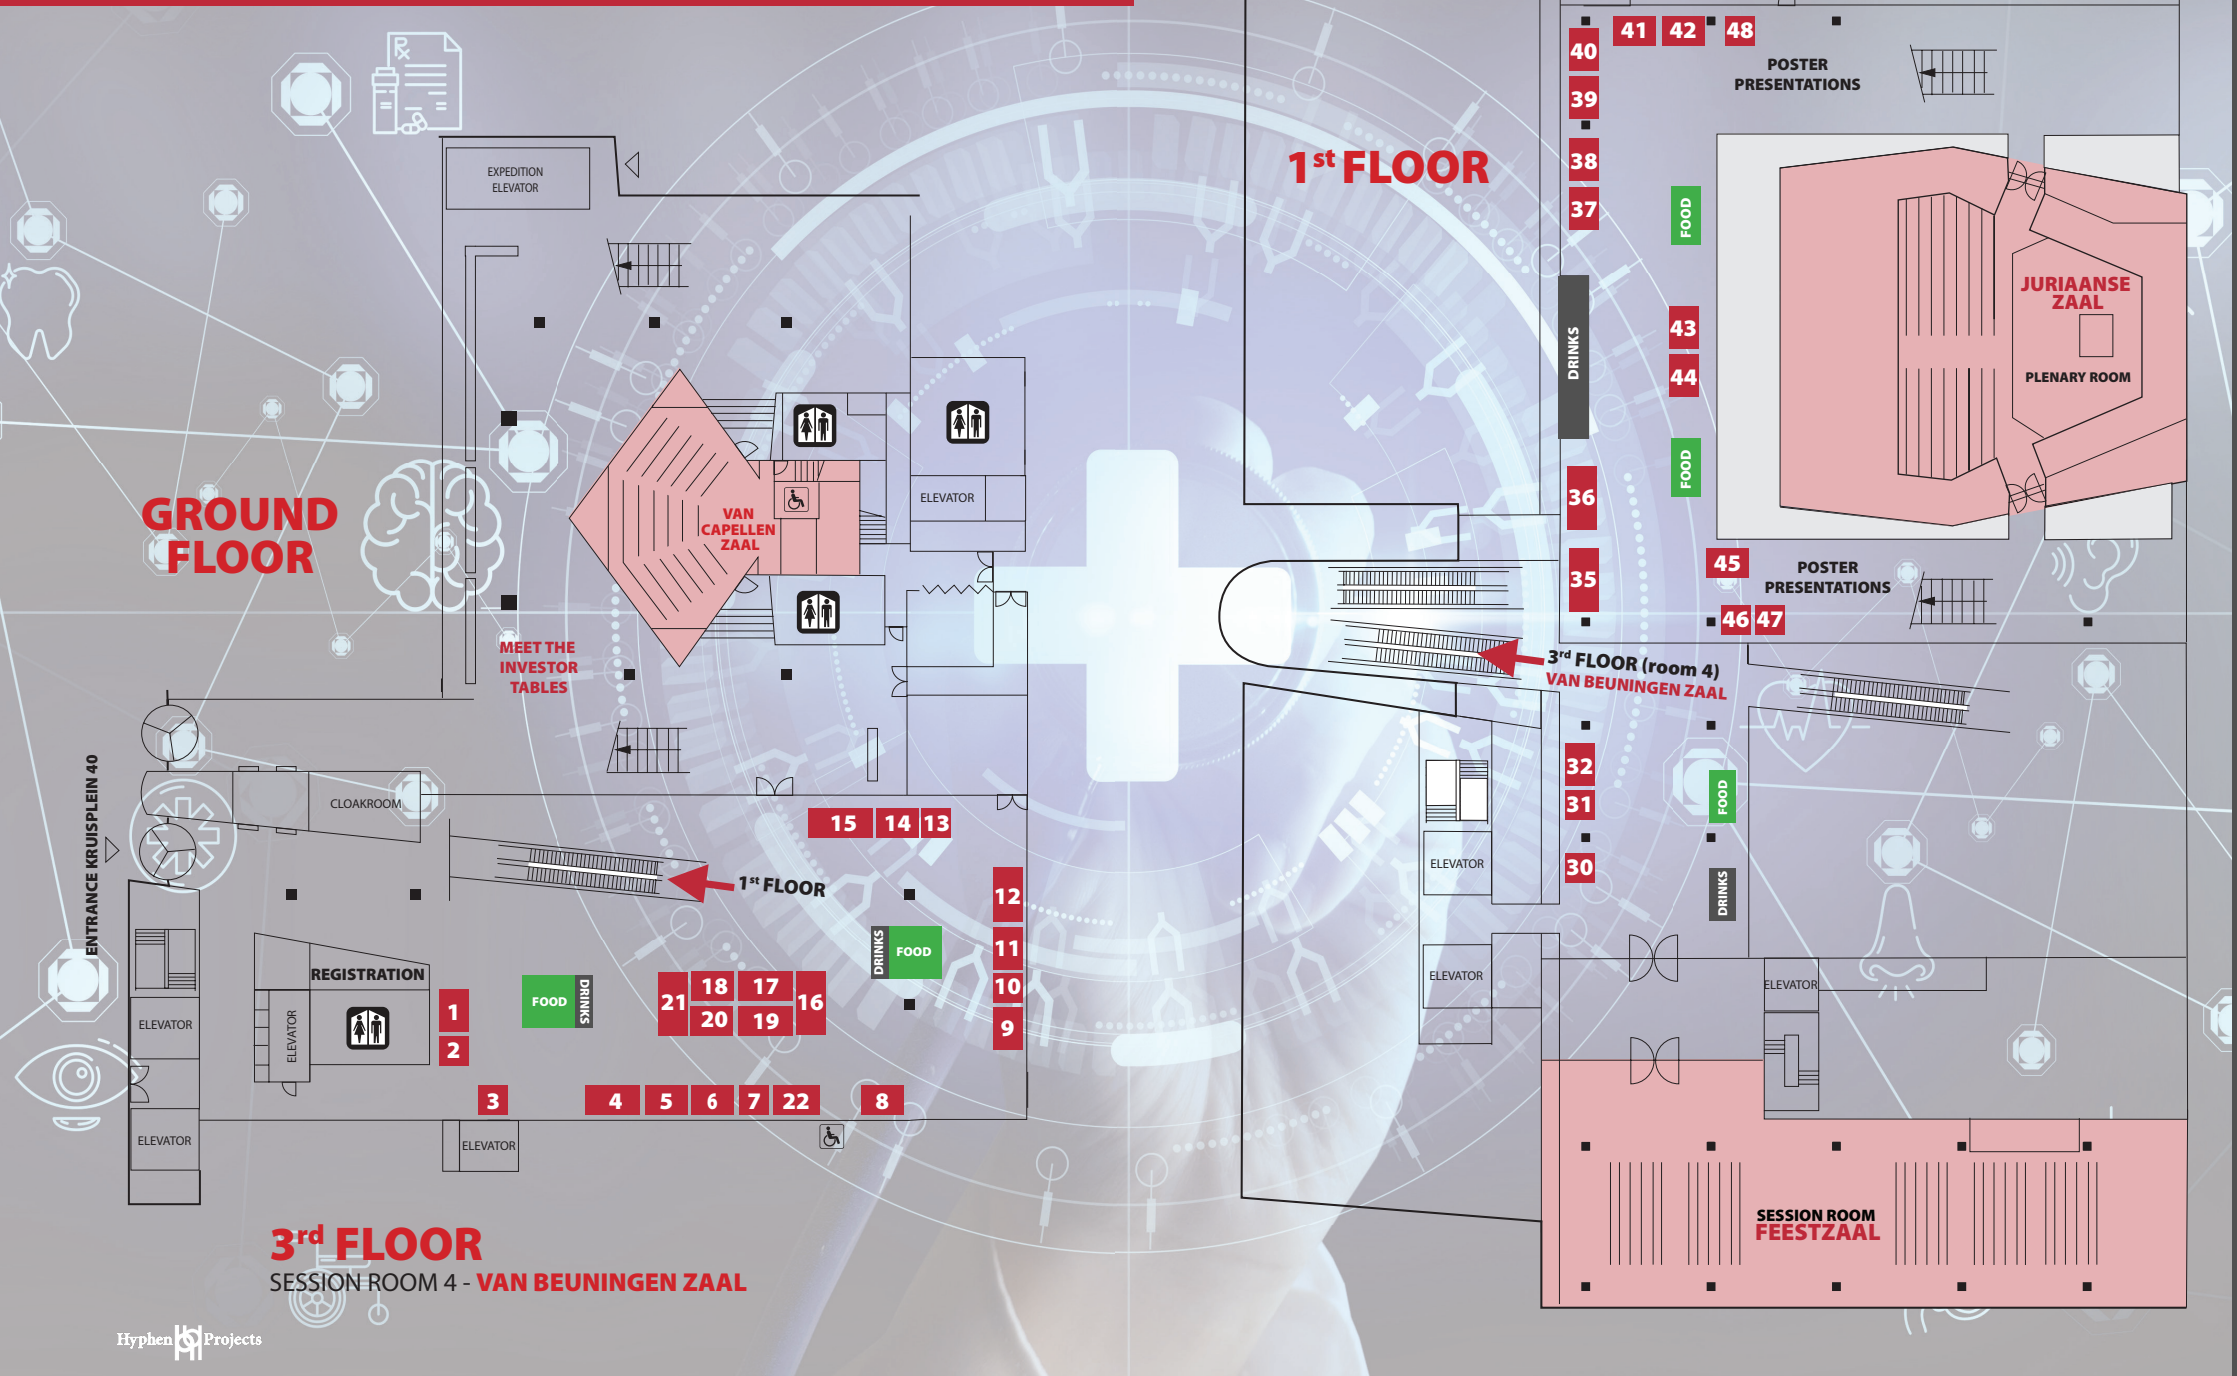 GROUND
FLOOR
EXPEDITION
ELEVATOR
VAN
CAPELLEN
ZAAL
ELEVATOR
MEET THE
INVESTOR
TABLES
ENTRANCE KRUISPLEIN 40
CLOAKROOM
1st FLOOR
REGISTRATION
ELEVATOR
ELEVATOR
ELEVATOR
ELEVATOR
FOOD
DRINKS
DRINKS
FOOD
15
14
13
12
11
10
9
1
2
21
18
17
16
20
19
3
4
5
6
7
22
8
3rd FLOOR
SESSION ROOM 4 - VAN BEUNINGEN ZAAL
Hyphen Projects
1st FLOOR
41
42
48
40
39
38
37
POSTER
PRESENTATIONS
FOOD
DRINKS
43
44
FOOD
36
35
JURIAANSE
ZAAL
PLENARY ROOM
45
46
47
POSTER
PRESENTATIONS
3rd FLOOR (room 4)
VAN BEUNINGEN ZAAL
32
31
30
FOOD
DRINKS
ELEVATOR
ELEVATOR
ELEVATOR
SESSION ROOM
FEESTZAAL
Rx